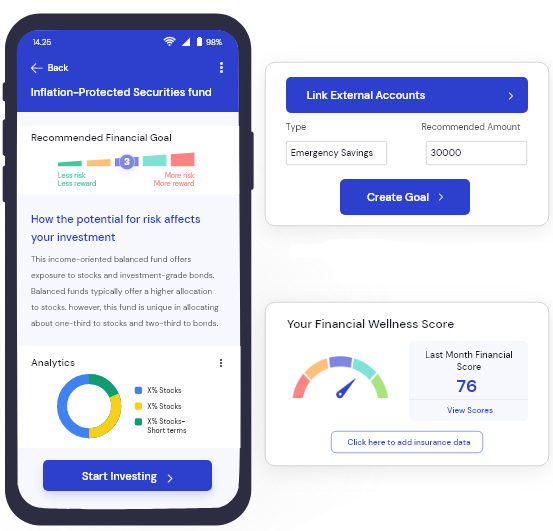 14.25
98%
Back
Inflation-Protected Securities fund
Recommended Financial Goal
3
Less risk
Less reward
More risk
More reward
How the potential for risk affects
your investment
This income-oriented balanced fund offers
exposure to stocks and investment-grade bonds.
Balanced funds typically offer a higher allocation
to stocks. however, this fund is unique in allocating
about one-third to stocks and two-third to bonds.
Analytics
X% Stocks
X% Stocks
X% Stocks-
Short terms
Start Investing
Link External Accounts
Type
Recommended Amount
Emergency Savings
30000
Create Goal
Your Financial Wellness Score
Last Month Financial
Score
76
View Scores
Click here to add insurance data